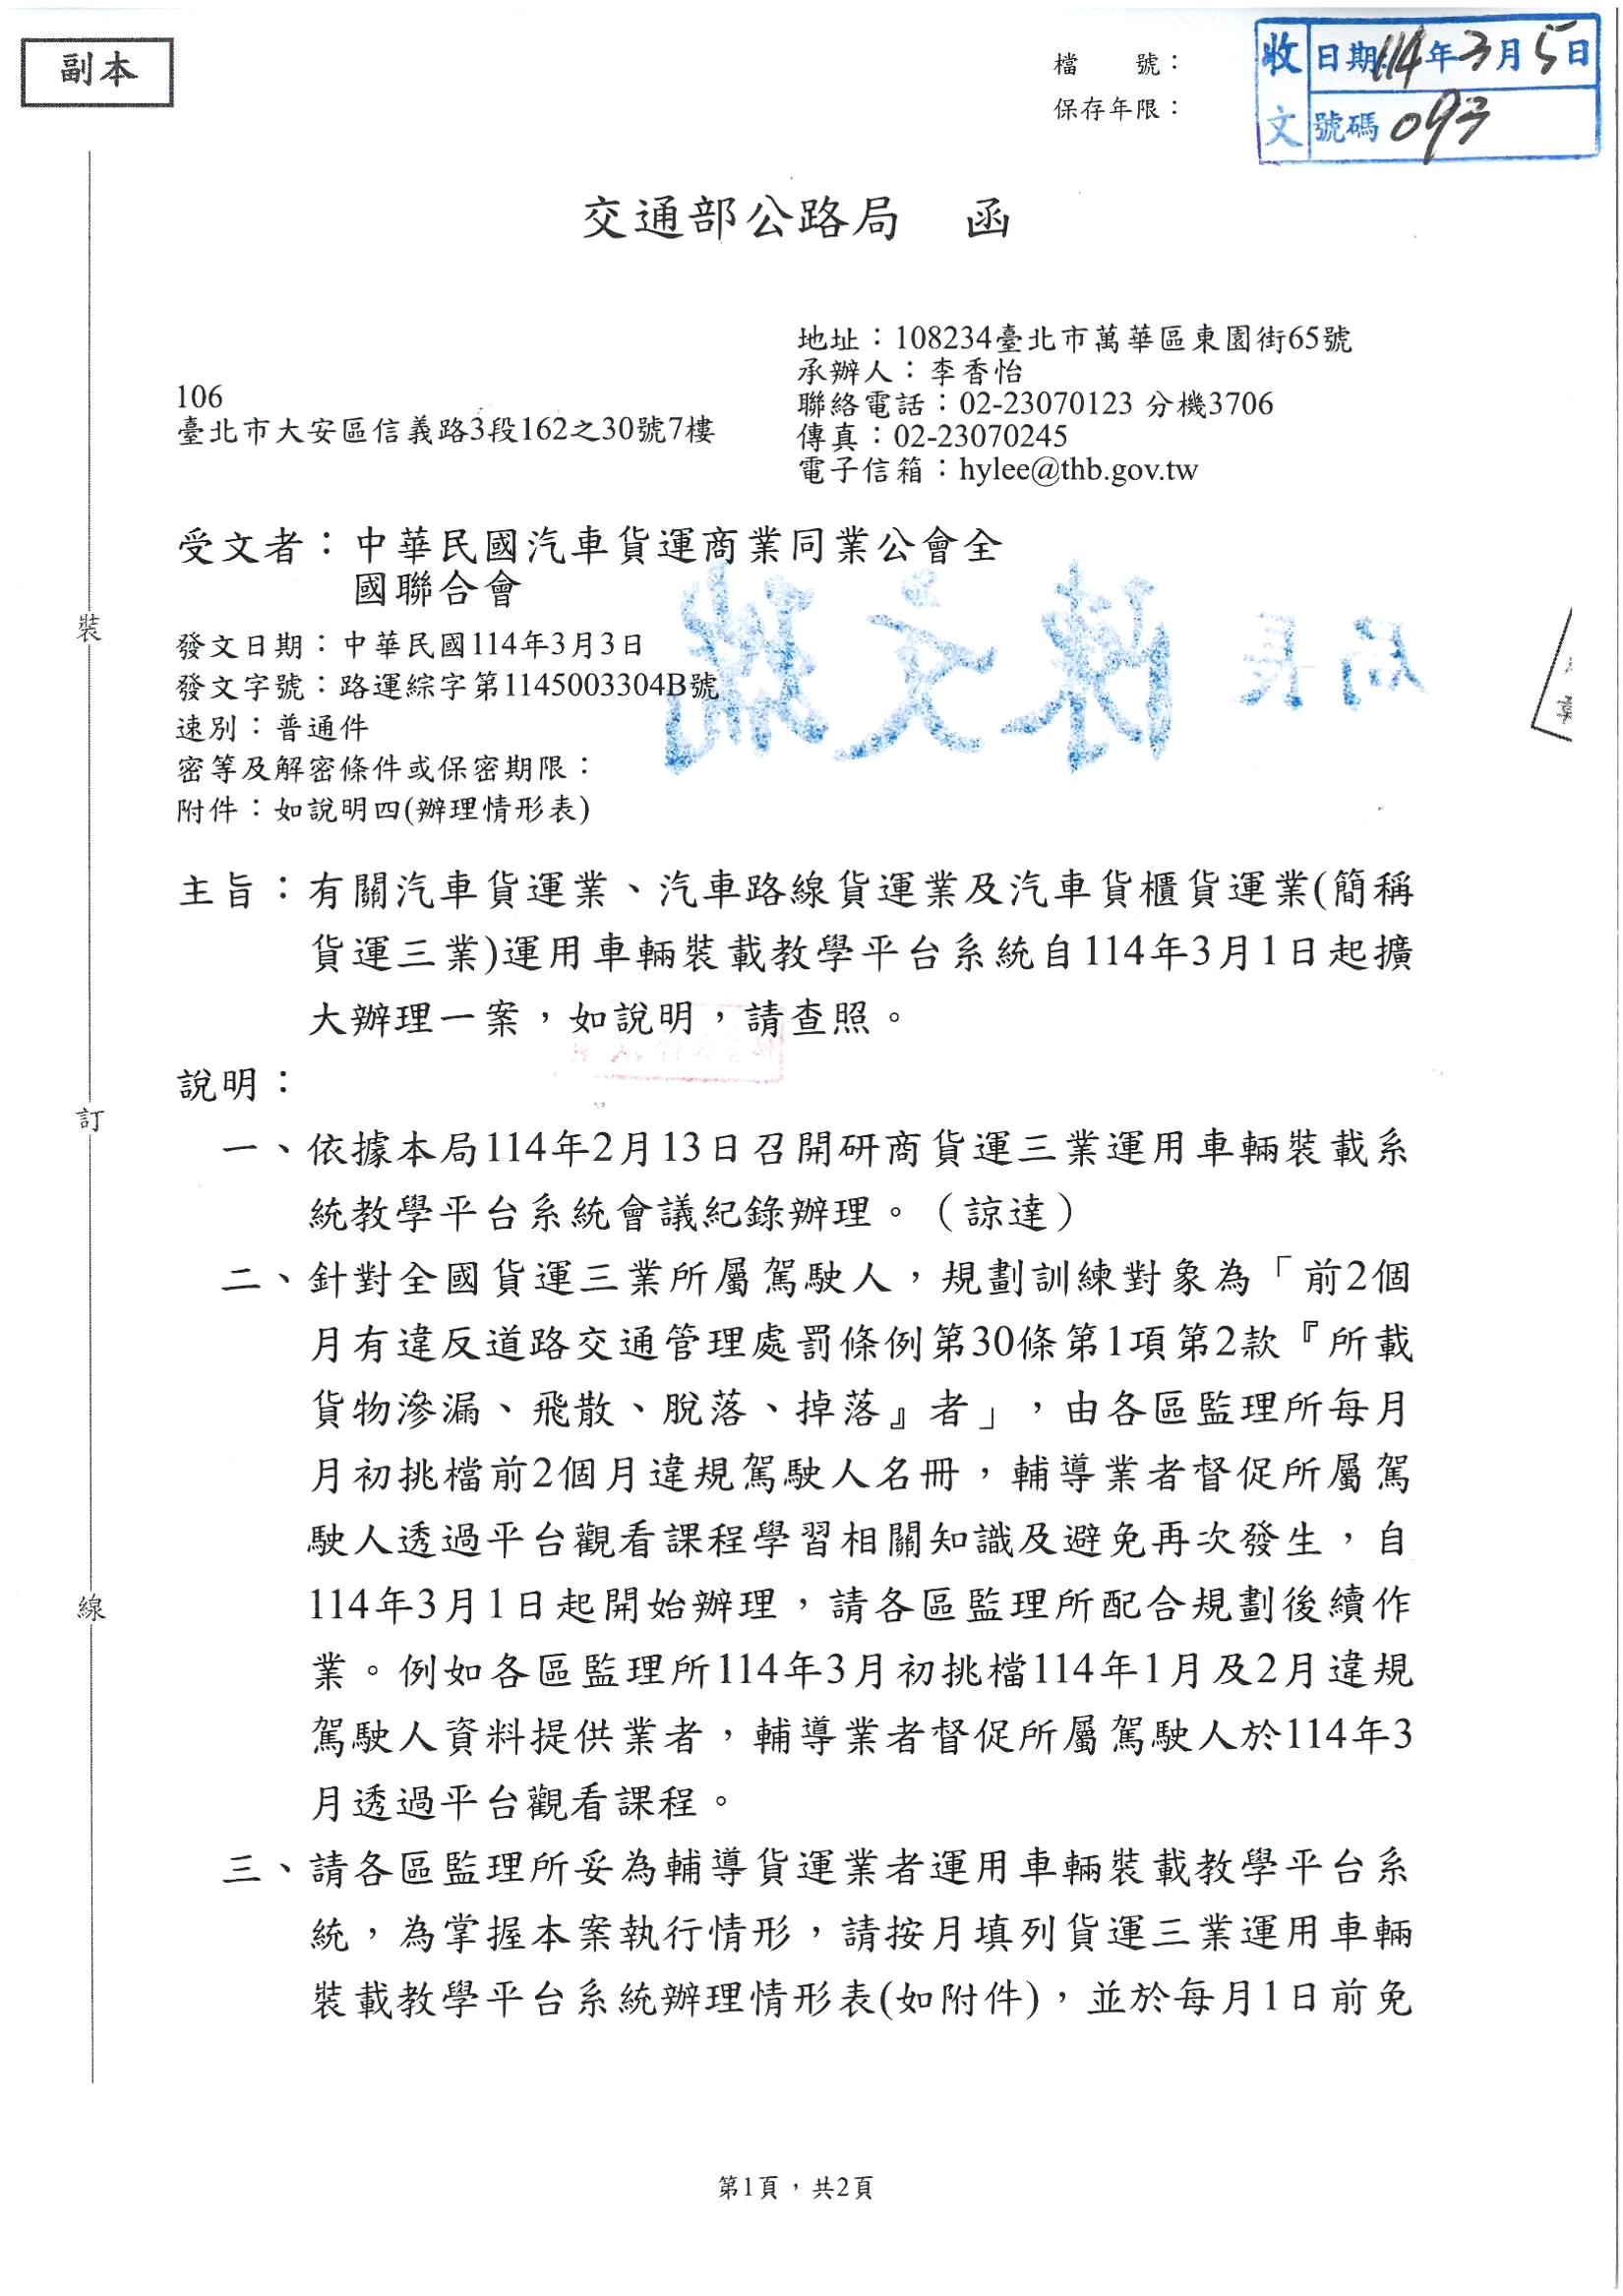 副本
檔　　號：
保存年限：
收文 日期114年3月5日
號碼 093
交通部公路局　函
地址：108234臺北市萬華區東園街65號
承辦人：李香怡
聯絡電話：02-23070123 分機3706
傳真：02-23070245
電子信箱：hylee@thb.gov.tw
106
臺北市大安區信義路3段162之30號7樓
受文者：中華民國汽車貨運商業同業公會全
國聯合會
發文日期：中華民國114年3月3日
發文字號：路運綜字第1145003304B號
速別：普通件
密等及解密條件或保密期限：
附件：如說明四(辦理情形表)
主旨：有關汽車貨運業、汽車路線貨運業及汽車貨櫃貨運業(簡稱
貨運三業)運用車輛裝載教學平台系統自114年3月1日起擴
大辦理一案，如說明，請查照。
說明：
一、依據本局114年2月13日召開研商貨運三業運用車輛裝載系
統教學平台系統會議紀錄辦理。（諒達）
二、針對全國貨運三業所屬駕駛人，規劃訓練對象為「前2個
月有違反道路交通管理處罰條例第30條第1項第2款『所載
貨物滲漏、飛散、脫落、掉落』者」，由各區監理所每月
月初挑檔前2個月違規駕駛人名冊，輔導業者督促所屬駕
駛人透過平台觀看課程學習相關知識及避免再次發生，自
114年3月1日起開始辦理，請各區監理所配合規劃後續作
業。例如各區監理所114年3月初挑檔114年1月及2月違規
駕駛人資料提供業者，輔導業者督促所屬駕駛人於114年3
月透過平台觀看課程。
三、請各區監理所妥為輔導貨運業者運用車輛裝載教學平台系
統，為掌握本案執行情形，請按月填列貨運三業運用車輛
裝載教學平台系統辦理情形表(如附件)，並於每月1日前免
裝
訂
線
第1頁，共2頁